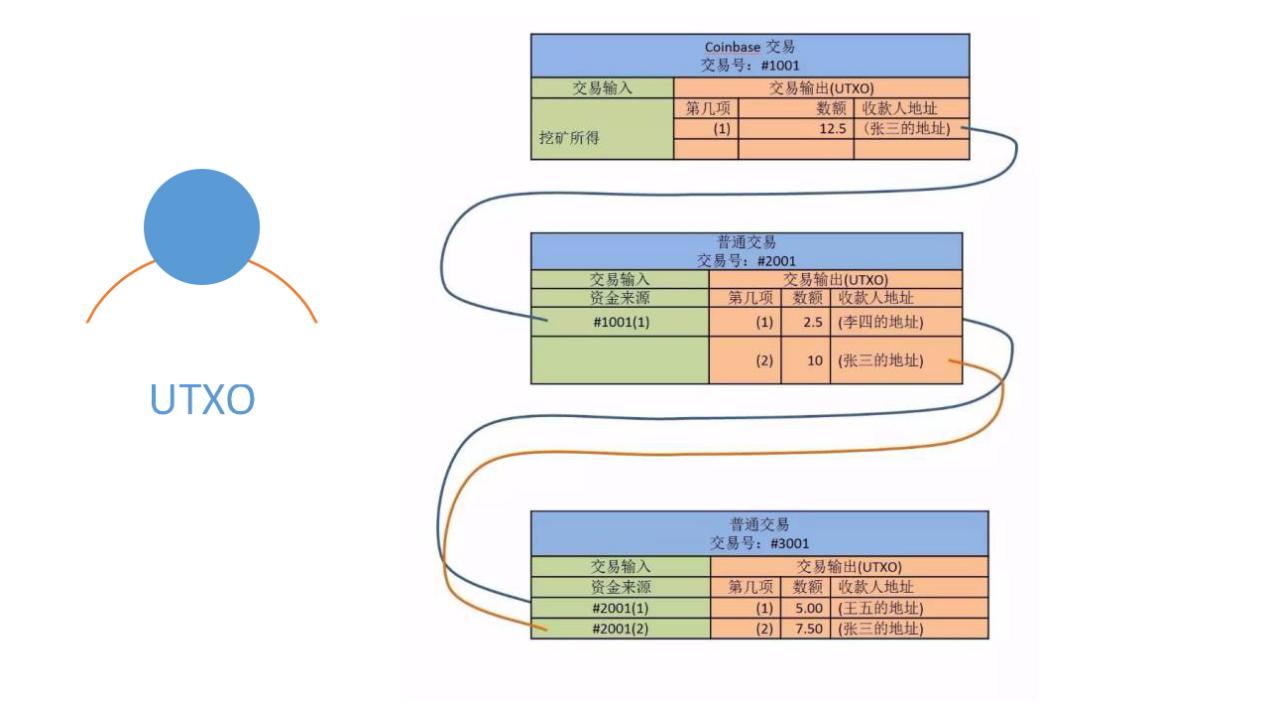 UTXO
Coinbase 交易
交易号：#1001
交易输入 交易输出(UTXO)
第几项 数额 收款人地址
挖矿所得 (1) 12.5 (张三的地址)
普通交易
交易号：#2001
交易输入 交易输出(UTXO)
资金来源 第几项 数额 收款人地址
#1001(1) (1) 2.5 (李四的地址)
(2) 10 (张三的地址)
普通交易
交易号：#3001
交易输入 交易输出(UTXO)
资金来源 第几项 数额 收款人地址
#2001(1) (1) 5.00 (王五的地址)
#2001(2) (2) 7.50 (张三的地址)